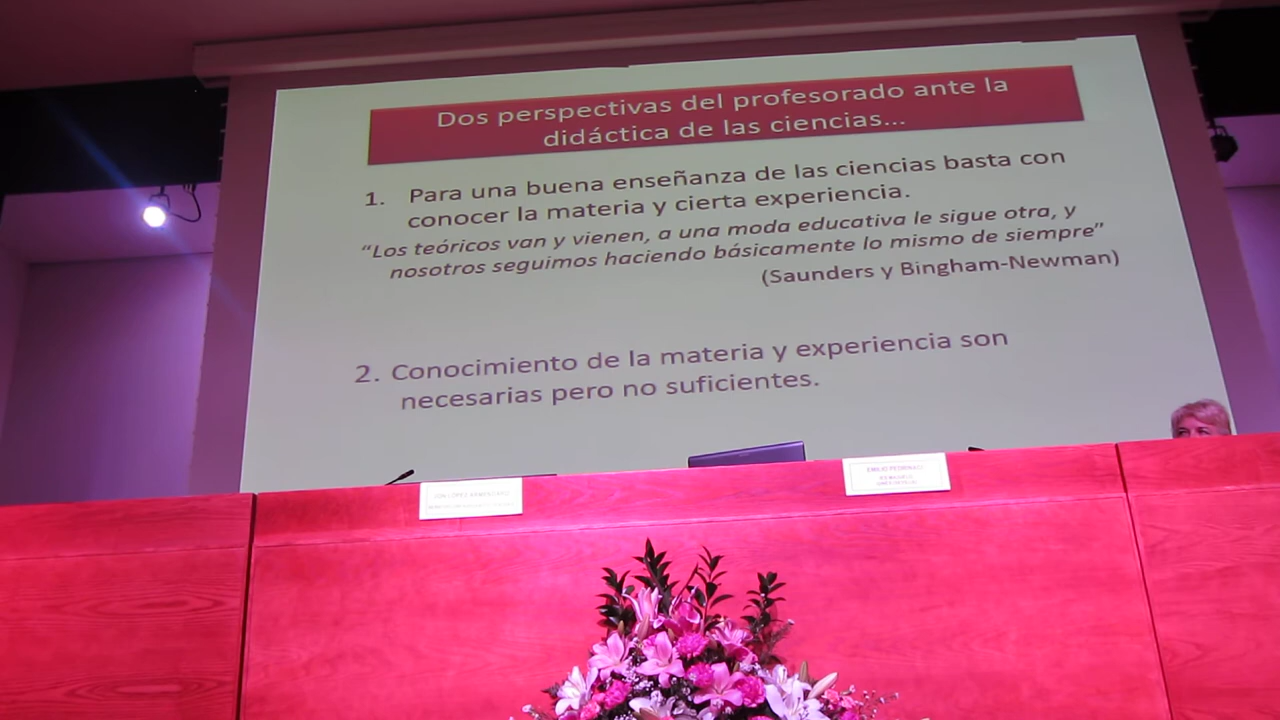 Dos perspectivas del profesorado ante la
didáctica de las ciencias...
1. Para una buena enseñanza de las ciencias basta con
conocer la materia y cierta experiencia.
“Los teóricos van y vienen, a una moda educativa le sigue otra, y
nosotros seguimos haciendo básicamente lo mismo de siempre”
(Saunders y Bingham-Newman)
2. Conocimiento de la materia y experiencia son
necesarias pero no suficientes.
LÓPEZ
EMILIO PEDRINACI